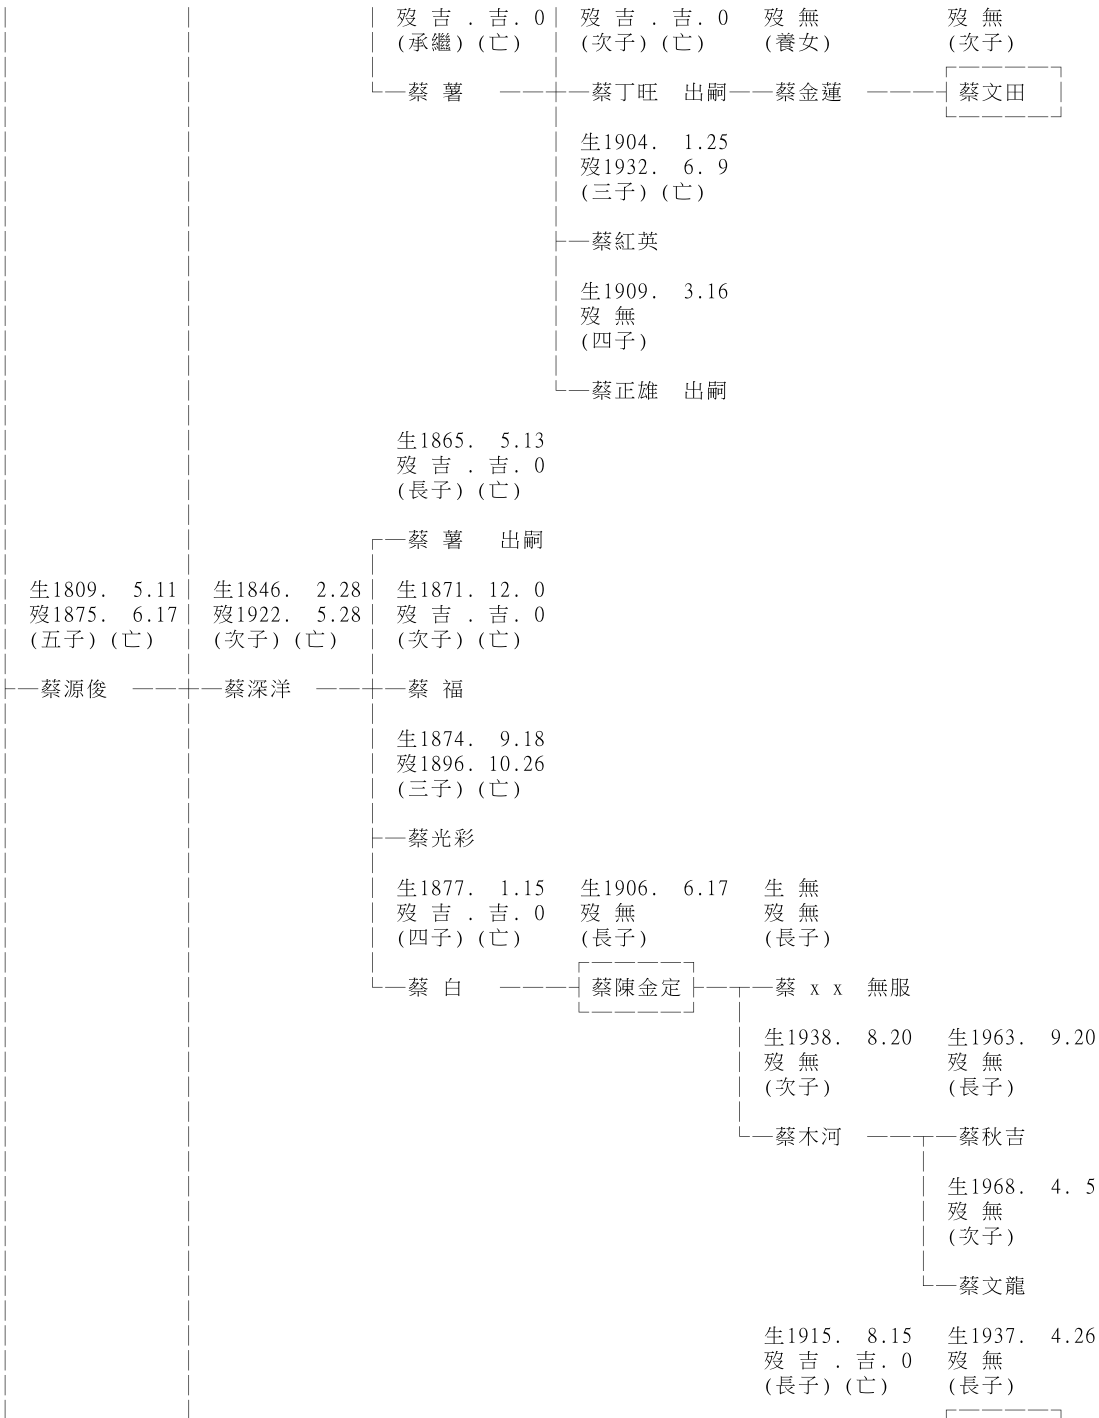 歿 吉 . 吉. 0 歿 吉 . 吉. 0 歿 無 歿 無
(承繼) (亡) (次子) (亡) (養女) (次子)
蔡 薯 蔡丁旺 出嗣 蔡金蓮 蔡文田
生1904. 1.25
歿1932. 6. 9
(三子) (亡)
蔡紅英
生1909. 3.16
歿 無
(四子)
蔡正雄 出嗣
生1865. 5.13
歿 吉 . 吉. 0
(長子) (亡)
蔡 薯 出嗣
生1809. 5.11 生1846. 2.28 生1871. 12. 0
歿1875. 6.17 歿1922. 5.28 歿 吉 . 吉. 0
(五子) (亡) (次子) (亡) (次子) (亡)
蔡源俊 蔡深洋 蔡 福
生1874. 9.18
歿1896. 10.26
(三子) (亡)
蔡光彩
生1877. 1.15 生1906. 6.17 生 無
歿 吉 . 吉. 0 歿 無 歿 無
(四子) (亡) (長子) (長子)
蔡 白 蔡陳金定 蔡 x x 無服
生1938. 8.20 生1963. 9.20
歿 無 歿 無
(次子) (長子)
蔡木河 蔡秋吉
生1968. 4. 5
歿 無
(次子)
蔡文龍
生1915. 8.15 生1937. 4.26
歿 吉 . 吉. 0 歿 無
(長子) (亡) (長子)